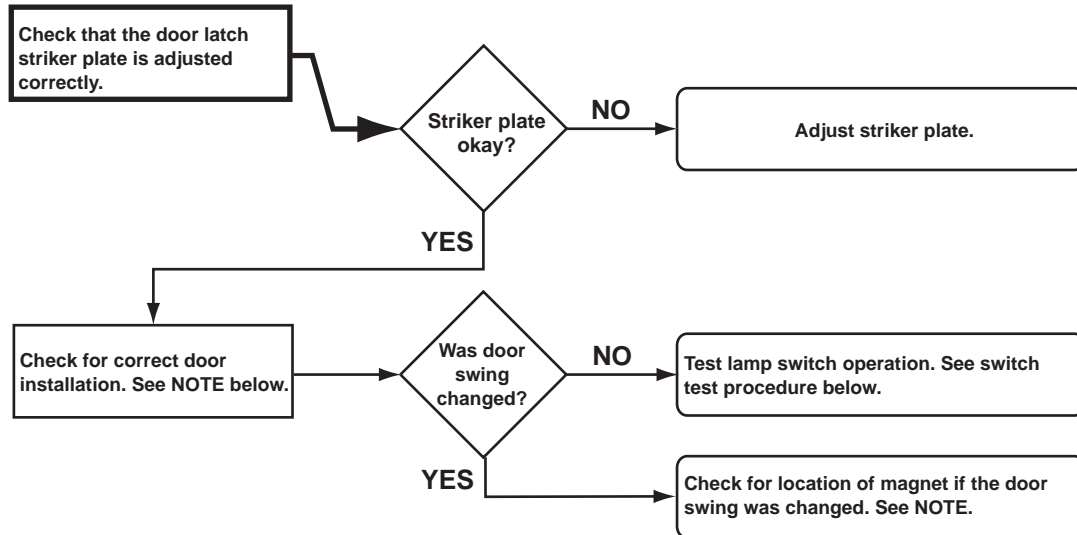 Check that the door latch
striker plate is adjusted
correctly.
Striker plate
okay?
NO
Adjust striker plate.
YES
Check for correct door
installation. See NOTE below.
Was door
swing
changed?
NO
Test lamp switch operation. See switch
test procedure below.
YES
Check for location of magnet if the door
swing was changed. See NOTE.